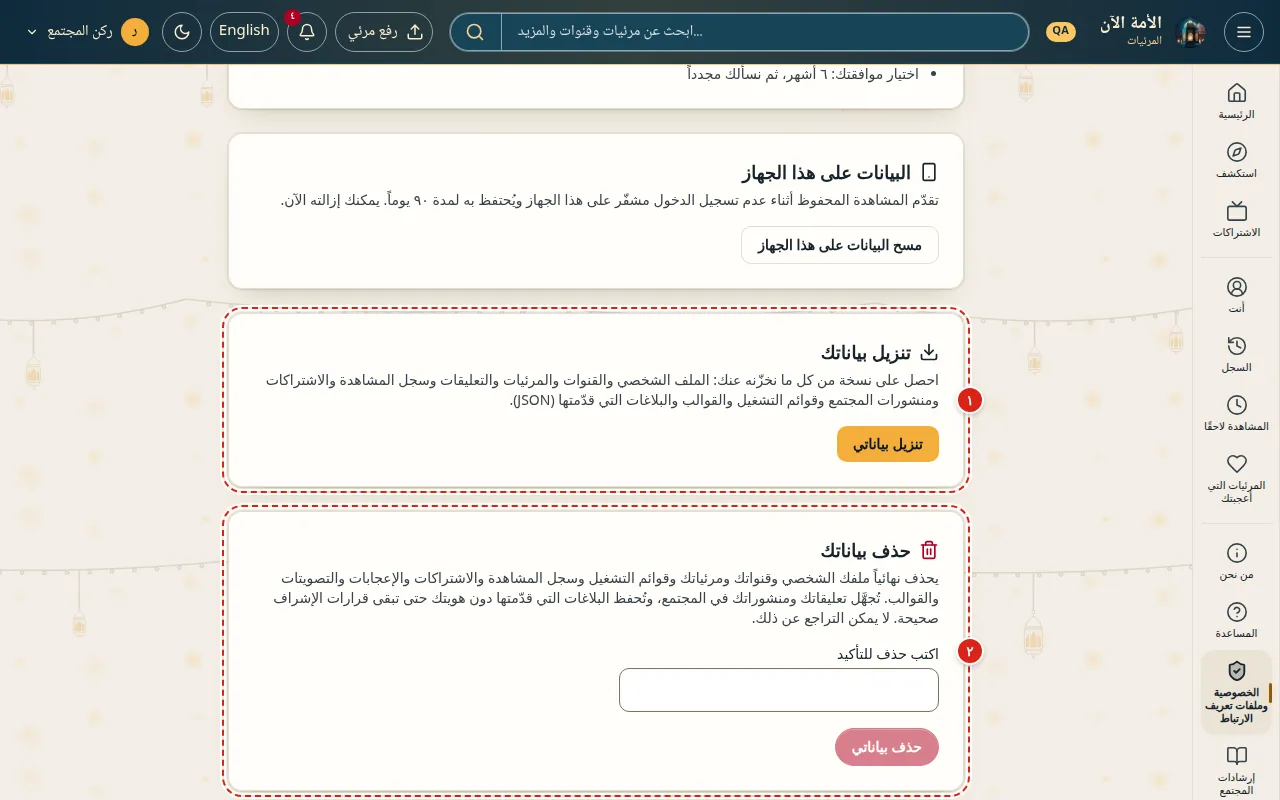 الأمة الآن
المرئيات
QA
ابحث عن مرئيات وقنوات والمزيد...
رفع مرئي
٤
English
ر
ركن المجتمع
الرئيسية
استكشف
الاشتراكات
أنت
السجل
المشاهدة لاحقًا
المرئيات التي
أعجبتك
من نحن
المساعدة
الخصوصية
وملفات تعريف
الارتباط
إرشادات
المجتمع
اختيار موافقتك: ٦ أشهر، ثم نسألك مجدداً
البيانات على هذا الجهاز
تقدّم المشاهدة المحفوظ أثناء عدم تسجيل الدخول مشفّر على هذا الجهاز ويُحتفظ به لمدة ٩٠ يوماً. يمكنك إزالته الآن.
مسح البيانات على هذا الجهاز
تنزيل بياناتك
احصل على نسخة من كل ما نخزّنه عنك: الملف الشخصي والقنوات والمرئيات والتعليقات وسجل المشاهدة والاشتراكات
ومنشورات المجتمع وقوائم التشغيل والقوالب والبلاغات التي قدّمتها (JSON).
تنزيل بياناتي
١
حذف بياناتك
يحذف نهائياً ملفك الشخصي وقنواتك ومرئياتك وقوائم التشغيل وسجل المشاهدة والاشتراكات والإعجابات والتصويتات
والقوالب. تُجهَّل تعليقاتك ومنشوراتك في المجتمع، وتُحفظ البلاغات التي قدّمتها دون هويتك حتى تبقى قرارات الإشراف
صحيحة. لا يمكن التراجع عن ذلك.
اكتب حذف للتأكيد
٢
حذف بياناتي